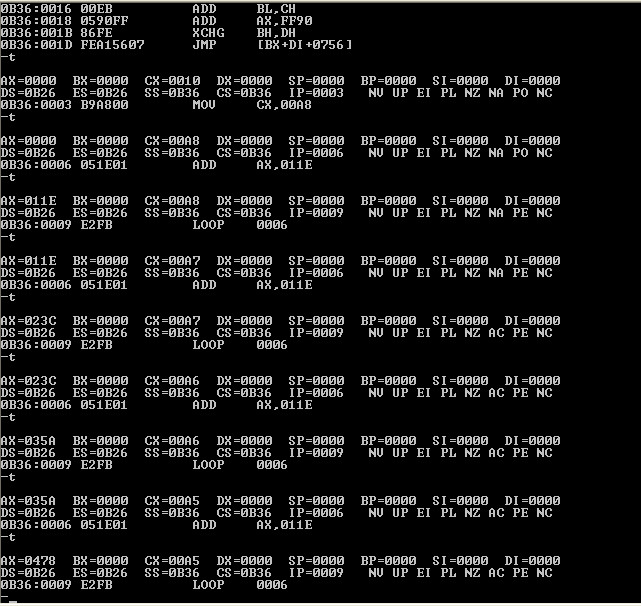 0B36:0016 00EB          ADD     BL,CH
0B36:0018 0590FF        ADD     AX,FF90
0B36:001B 86FE          XCHG    BH,DH
0B36:001D FEA15607      JMP     [BX+DI+0756]
-t
AX=0000  BX=0000  CX=0010  DX=0000  SP=0000  BP=0000  SI=0000  DI=0000
DS=0B26  ES=0B26  SS=0B36  CS=0B36  IP=0003   NV UP EI PL NZ NA PO NC
0B36:0003 B9A800        MOV     CX,00A8
-t
AX=0000  BX=0000  CX=00A8  DX=0000  SP=0000  BP=0000  SI=0000  DI=0000
DS=0B26  ES=0B26  SS=0B36  CS=0B36  IP=0006   NV UP EI PL NZ NA PO NC
0B36:0006 051E01        ADD     AX,011E
-t
AX=011E  BX=0000  CX=00A8  DX=0000  SP=0000  BP=0000  SI=0000  DI=0000
DS=0B26  ES=0B26  SS=0B36  CS=0B36  IP=0009   NV UP EI PL NZ NA PE NC
0B36:0009 E2FB          LOOP    0006
-t
AX=011E  BX=0000  CX=00A7  DX=0000  SP=0000  BP=0000  SI=0000  DI=0000
DS=0B26  ES=0B26  SS=0B36  CS=0B36  IP=0006   NV UP EI PL NZ NA PE NC
0B36:0006 051E01        ADD     AX,011E
-t
AX=023C  BX=0000  CX=00A7  DX=0000  SP=0000  BP=0000  SI=0000  DI=0000
DS=0B26  ES=0B26  SS=0B36  CS=0B36  IP=0009   NV UP EI PL NZ AC PE NC
0B36:0009 E2FB          LOOP    0006
-t
AX=023C  BX=0000  CX=00A6  DX=0000  SP=0000  BP=0000  SI=0000  DI=0000
DS=0B26  ES=0B26  SS=0B36  CS=0B36  IP=0006   NV UP EI PL NZ AC PE NC
0B36:0006 051E01        ADD     AX,011E
-t
AX=035A  BX=0000  CX=00A6  DX=0000  SP=0000  BP=0000  SI=0000  DI=0000
DS=0B26  ES=0B26  SS=0B36  CS=0B36  IP=0009   NV UP EI PL NZ AC PE NC
0B36:0009 E2FB          LOOP    0006
-t
AX=035A  BX=0000  CX=00A5  DX=0000  SP=0000  BP=0000  SI=0000  DI=0000
DS=0B26  ES=0B26  SS=0B36  CS=0B36  IP=0006   NV UP EI PL NZ AC PE NC
0B36:0006 051E01        ADD     AX,011E
-t
AX=0478  BX=0000  CX=00A5  DX=0000  SP=0000  BP=0000  SI=0000  DI=0000
DS=0B26  ES=0B26  SS=0B36  CS=0B36  IP=0009   NV UP EI PL NZ AC PE NC
0B36:0009 E2FB          LOOP    0006
-_